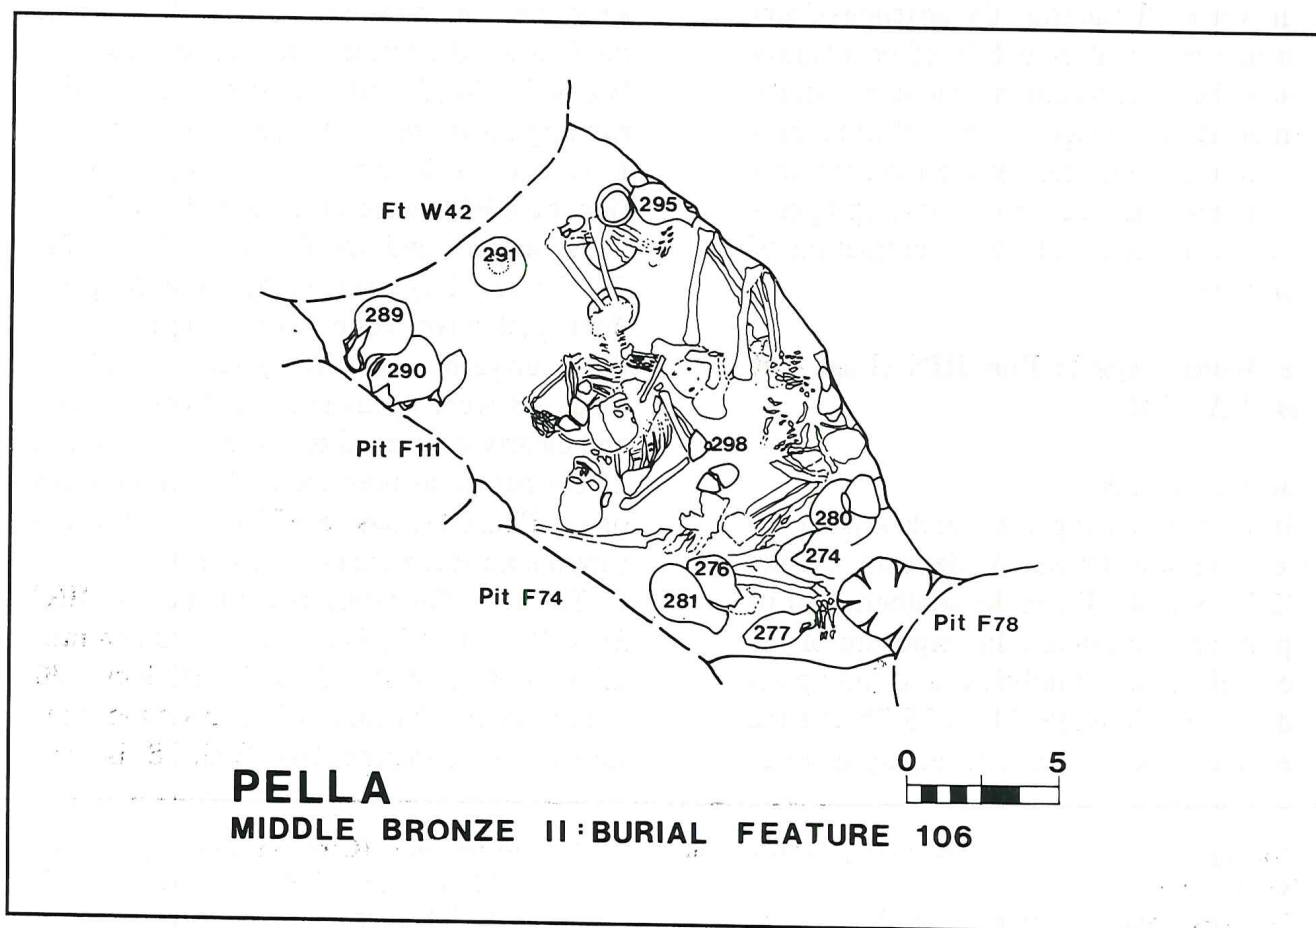 Ft W42
295
291
289
290
Pit F111
298
280
274
276
281
277
Pit F74
Pit F78
0 5
PELLA
MIDDLE BRONZE II : BURIAL FEATURE 106